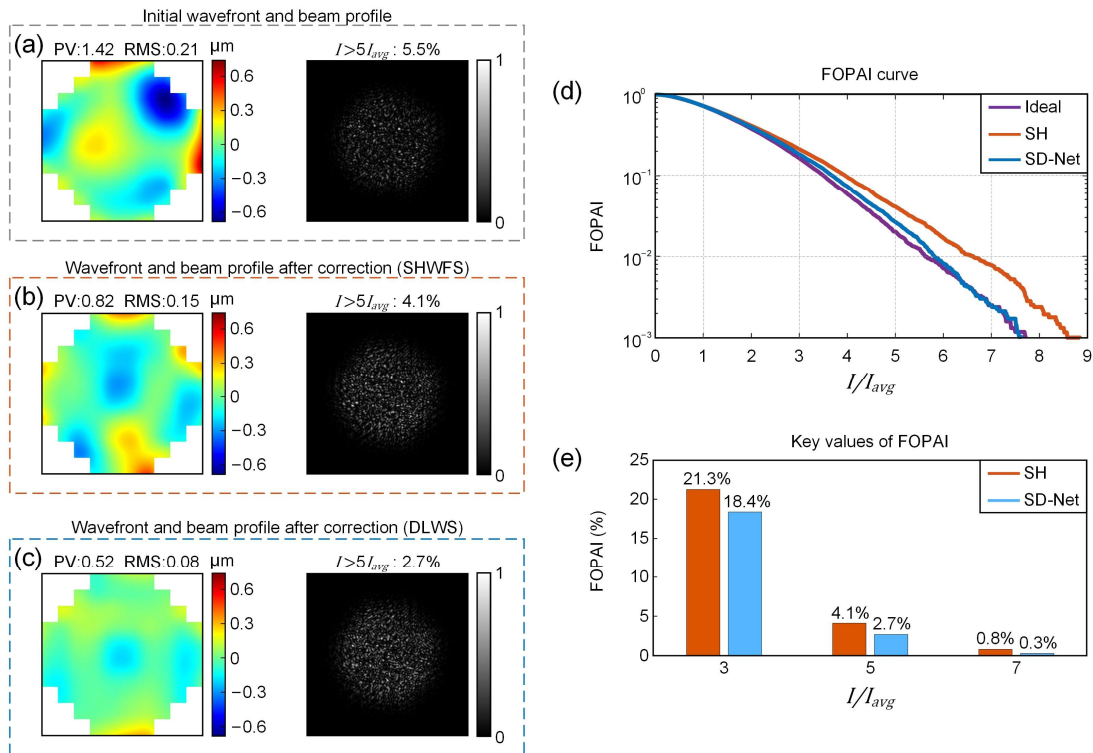 Initial wavefront and beam profile
(a)
PV:1.42 RMS:0.21 μm
0.6
0.3
0
−0.3
−0.6
I>5Iavg : 5.5%
1
0
Wavefront and beam profile after correction (SHWFS)
(b)
PV:0.82 RMS:0.15 μm
0.6
0.3
0
−0.3
−0.6
I>5Iavg : 4.1%
1
0
Wavefront and beam profile after correction (DLWS)
(c)
PV:0.52 RMS:0.08 μm
0.6
0.3
0
−0.3
−0.6
I>5Iavg : 2.7%
1
0
(d)
FOPAI curve
Ideal
SH
SD-Net
FOPAI
10⁰
10⁻¹
10⁻²
10⁻³
0 1 2 3 4 5 6 7 8 9
I/Iavg
(e)
Key values of FOPAI
SH
SD-Net
FOPAI (%)
25
20
15
10
5
0
21.3%
18.4%
4.1%
2.7%
0.8%
0.3%
3 5 7
I/Iavg